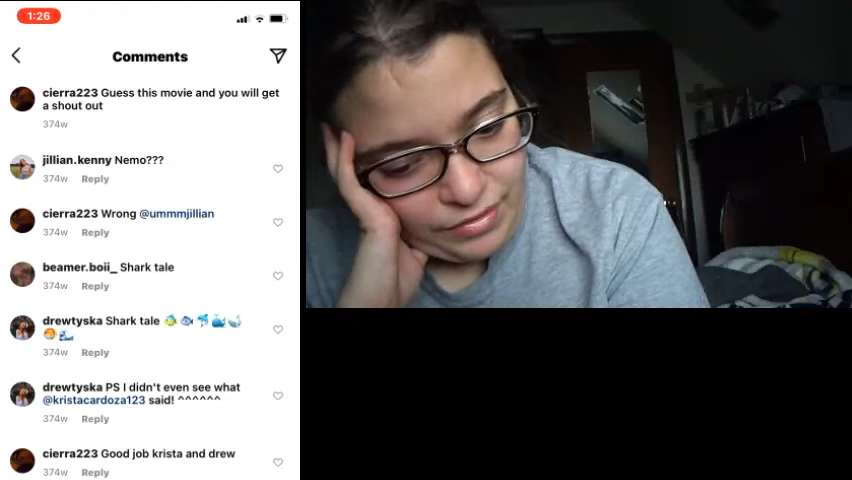 1:26
Comments
cierra223 Guess this movie and you will get
a shout out
374w
jillian.kenny Nemo???
374w Reply
cierra223 Wrong @ummmjillian
374w Reply
beamer.boii_ Shark tale
374w Reply
drewtyska Shark tale 🐠🐟🐬🐳🐋
🐡🌊
374w Reply
drewtyska PS I didn't even see what
@kristacardoza123 said! ^^^^^^
374w Reply
cierra223 Good job krista and drew
374w Reply